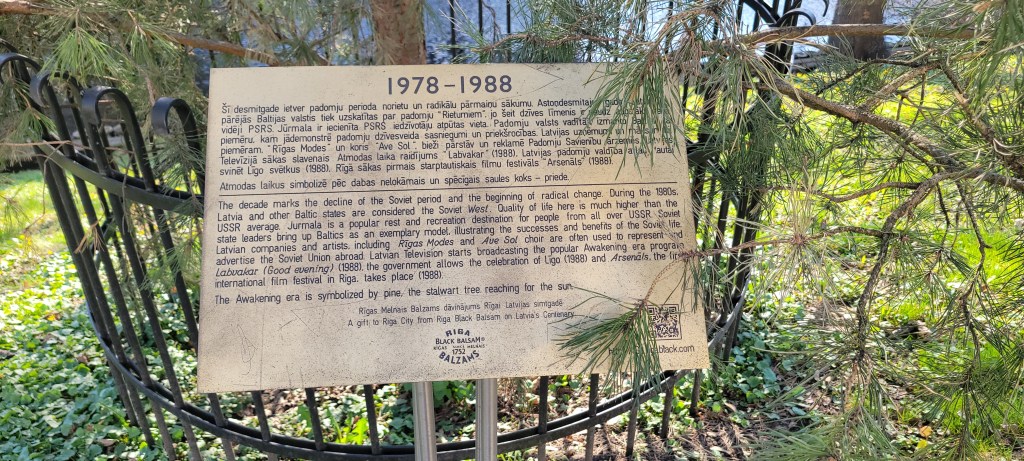 1978 – 1988
Šī desmitgade ietver padomju perioda norietu un radikālu pārmaiņu sākumu. Astoņdesmitajos
pārējās Baltijas valstis tiek uzskatītas par padomju "Rietumiem", jo šeit dzīves līmenis
vidēji PSRS. Jūrmala ir iecienīta PSRS iedzīvotāju atpūtas vieta. Padomju valsts vadītāji izmanto
piemēru, kam jādemonstrē padomju dzīvesveida sasniegumi un priekšrocības. Latvijas uzņēmumi un
piemēram, "Rīgas Modes" un koris "Ave Sol", bieži pārstāv un reklamē Padomju Savienību ārzemēs. Latvijas
Televīzijā sākas slavenais Atmodas laika raidījums "Labvakar" (1988), Latvijas padomju valdība
svinēt Līgo svētkus (1988), Rīgā sākas pirmais starptautiskais filmu festivāls "Arsenāls" (1988).
Atmodas laikus simbolizē pēc dabas nelokāmais un spēcīgais saules koks – priede.
The decade marks the decline of the Soviet period and the beginning of radical change. During the 1980s,
Latvia and other Baltic states are considered the Soviet West. Quality of life here is much higher than the
USSR average. Jurmala is a popular rest and recreation destination for people from all over USSR. Soviet
state leaders bring up Baltics as an exemplary model, illustrating the successes and benefits of the Soviet life.
Latvian companies and artists, including Rīgas Modes and Ave Sol choir are often used to represent and
advertise the Soviet Union abroad. Latvian Television starts broadcasting the popular Awakening era program
Labvakar (Good evening) (1988), the government allows the celebration of Līgo (1988) and Arsenāls, the first
international film festival in Riga, takes place (1988).
The Awakening era is symbolized by pine, the stalwart tree reaching for the sun.
Rīgas Melnais Balzams dāvinājums Rīgai Latvijas simtgadē
A gift to Riga City from Riga Black Balsam on Latvia's Centenary
RIGA
BLACK BALSAM®
RĪGAS MELNAIS
1752
BALZAMS
black.com